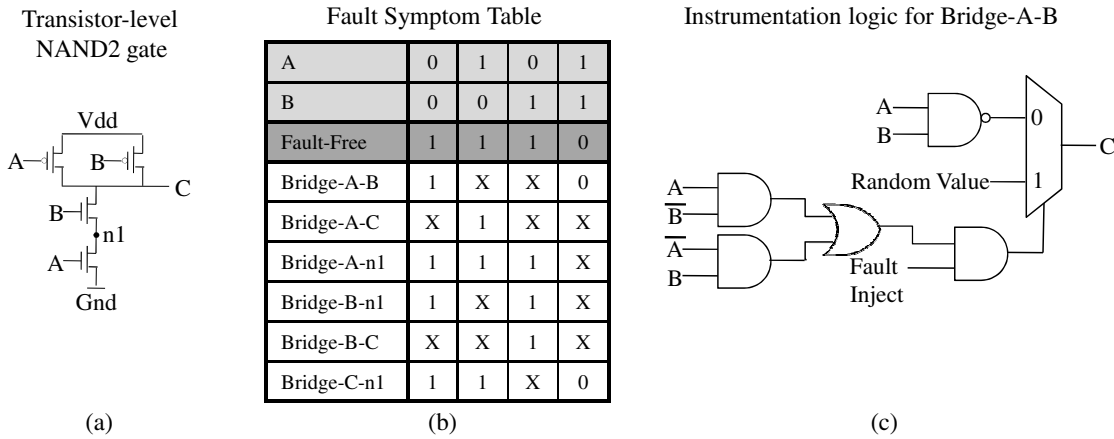 Transistor-level
NAND2 gate
Vdd
A
B
C
B
n1
A
Gnd
(a)
Fault Symptom Table
A 0 1 0 1
B 0 0 1 1
Fault-Free 1 1 1 0
Bridge-A-B 1 X X 0
Bridge-A-C X 1 X X
Bridge-A-n1 1 1 1 X
Bridge-B-n1 1 X 1 X
Bridge-B-C X X 1 X
Bridge-C-n1 1 1 X 0
(b)
Instrumentation logic for Bridge-A-B
A
B
0
C
Random Value
1
A
B̅
A̅
B
Fault
Inject
(c)